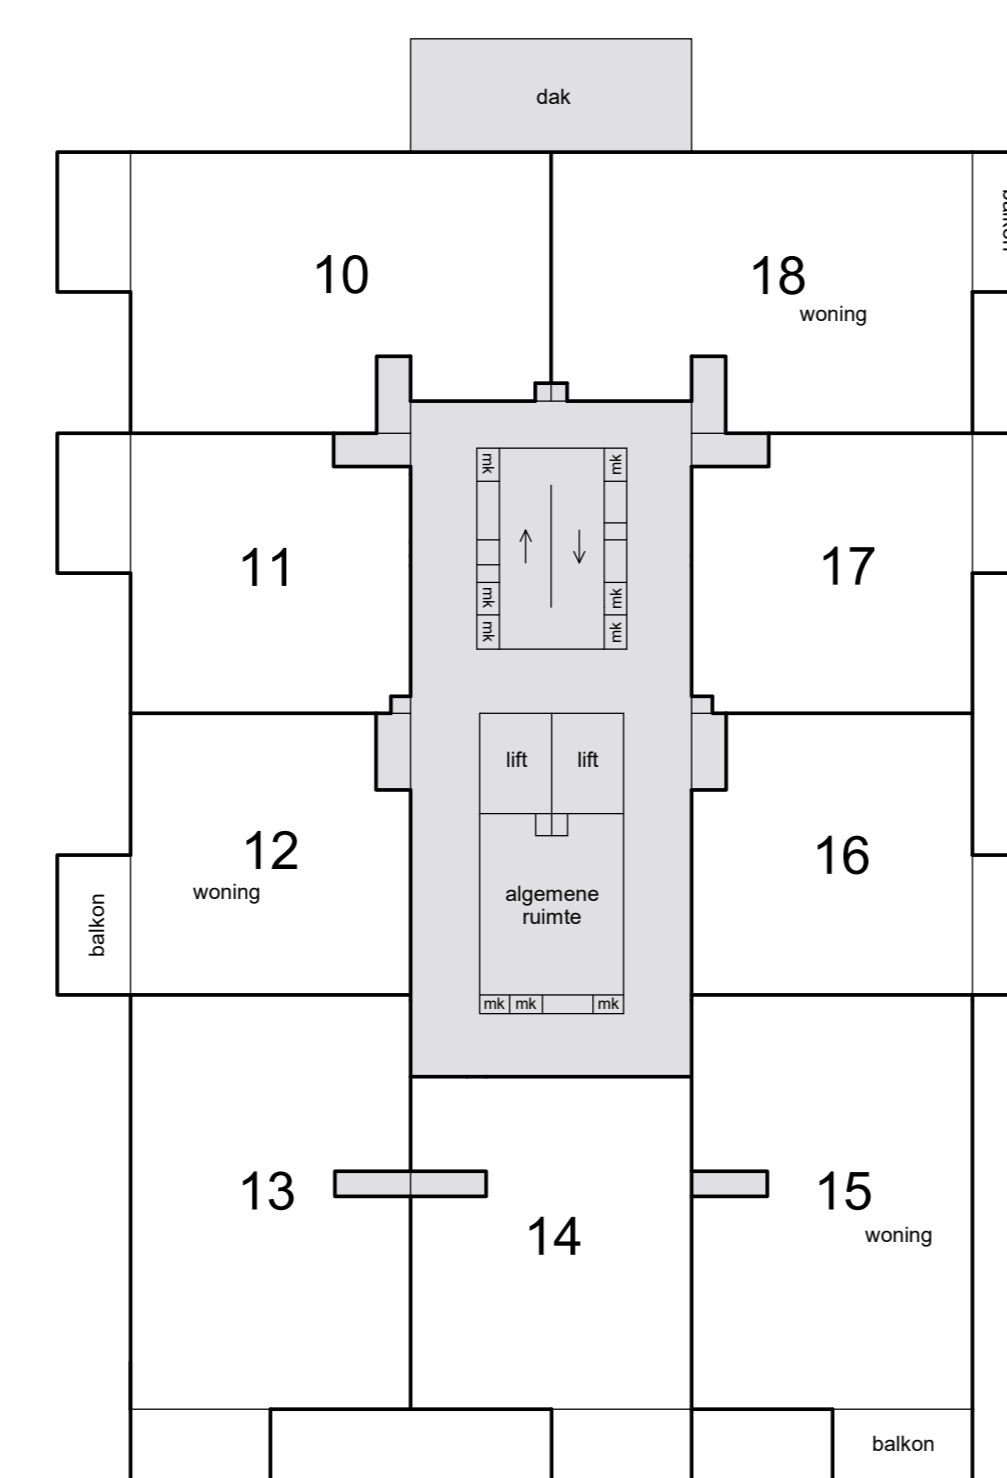 dak
10
18
woning
mk
mk
11
17
mk
mk
mk
mk
lift
lift
12
woning
16
balkon
algemene
ruimte
mk
mk
mk
13
15
14
woning
balkon